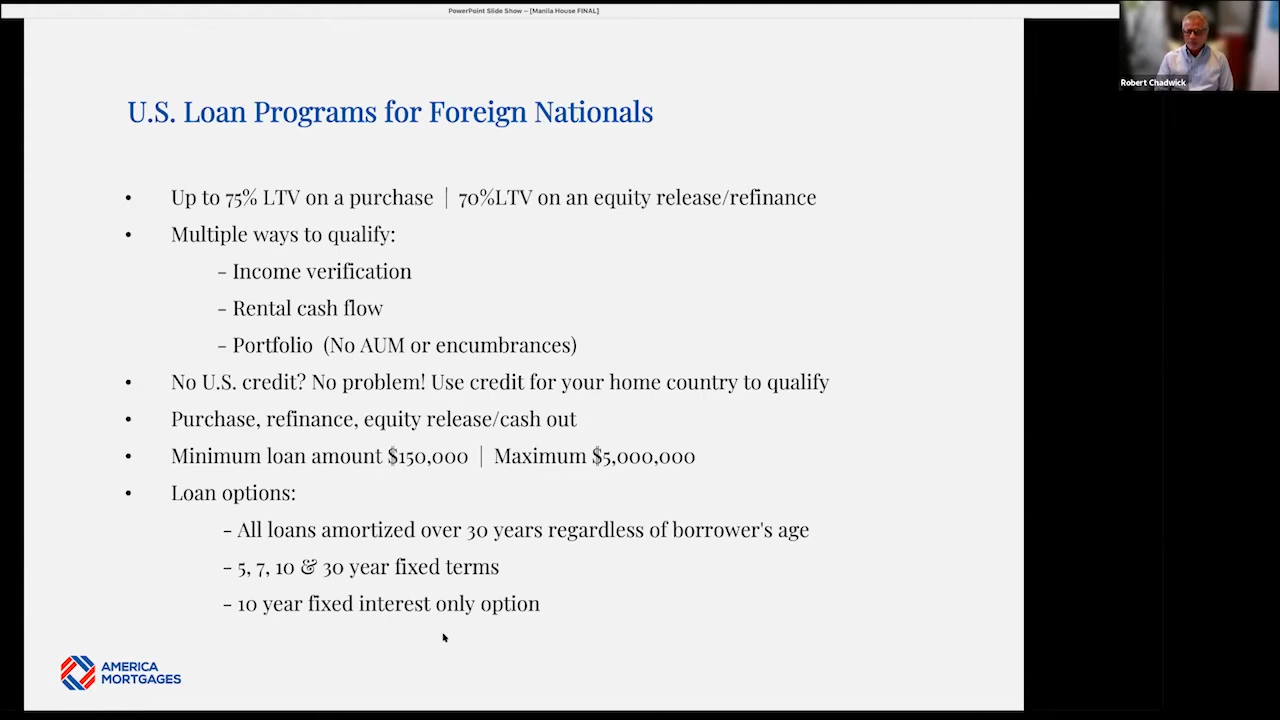 PowerPoint Slide Show – [Manila House FINAL]
Robert Chadwick
U.S. Loan Programs for Foreign Nationals
• Up to 75% LTV on a purchase | 70%LTV on an equity release/refinance
• Multiple ways to qualify:
– Income verification
– Rental cash flow
– Portfolio (No AUM or encumbrances)
• No U.S. credit? No problem! Use credit for your home country to qualify
• Purchase, refinance, equity release/cash out
• Minimum loan amount $150,000 | Maximum $5,000,000
• Loan options:
– All loans amortized over 30 years regardless of borrower's age
– 5, 7, 10 & 30 year fixed terms
– 10 year fixed interest only option
AMERICA
MORTGAGES